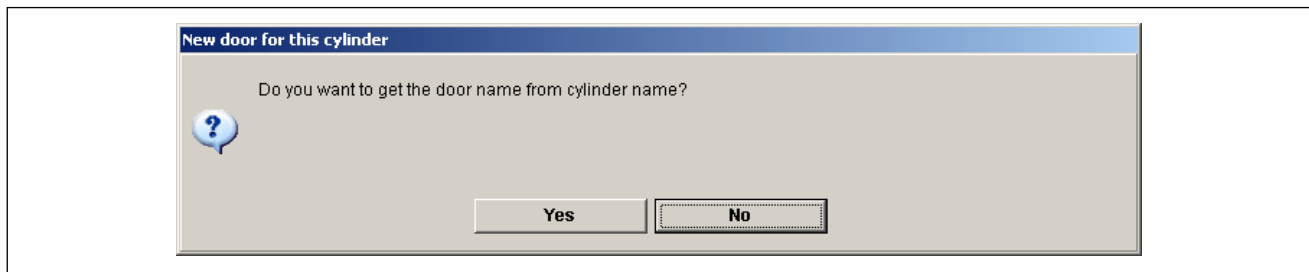 New door for this cylinder
Do you want to get the door name from cylinder name?
?
Yes No